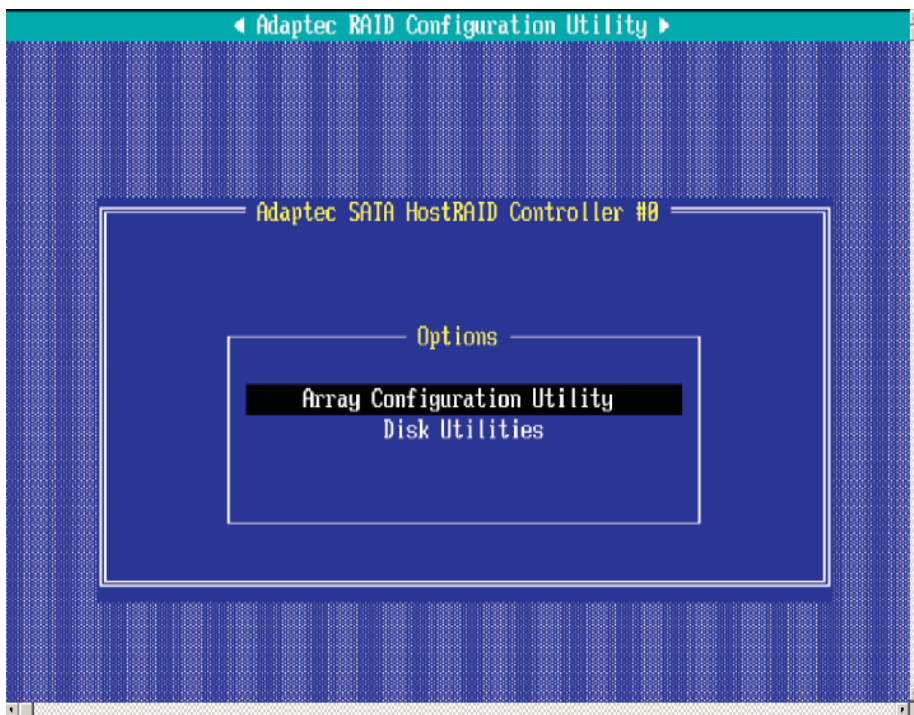 Adaptec RAID Configuration Utility
Adaptec SATA HostRAID Controller #0
Options
Array Configuration Utility
Disk Utilities